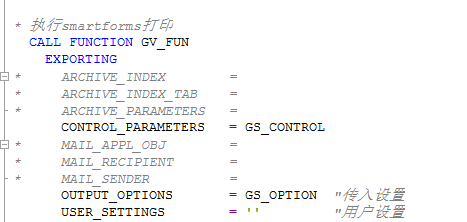 * 执行smartforms打印
CALL FUNCTION GV_FUN
EXPORTING
* ARCHIVE_INDEX =
* ARCHIVE_INDEX_TAB =
* ARCHIVE_PARAMETERS =
CONTROL_PARAMETERS = GS_CONTROL
* MAIL_APPL_OBJ =
* MAIL_RECIPIENT =
* MAIL_SENDER =
OUTPUT_OPTIONS = GS_OPTION "传入设置
USER_SETTINGS = '' "用户设置